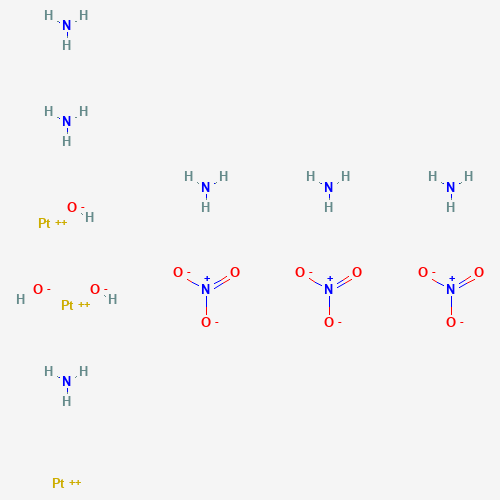 H H
N
H
H H
N
H
H H H H H H
N N N
H H H
O -
Pt ++ H
O - + O O - + O O - + O
N N N
O - O -
H Pt ++ H
O - O - O -
H H
N
H
Pt ++